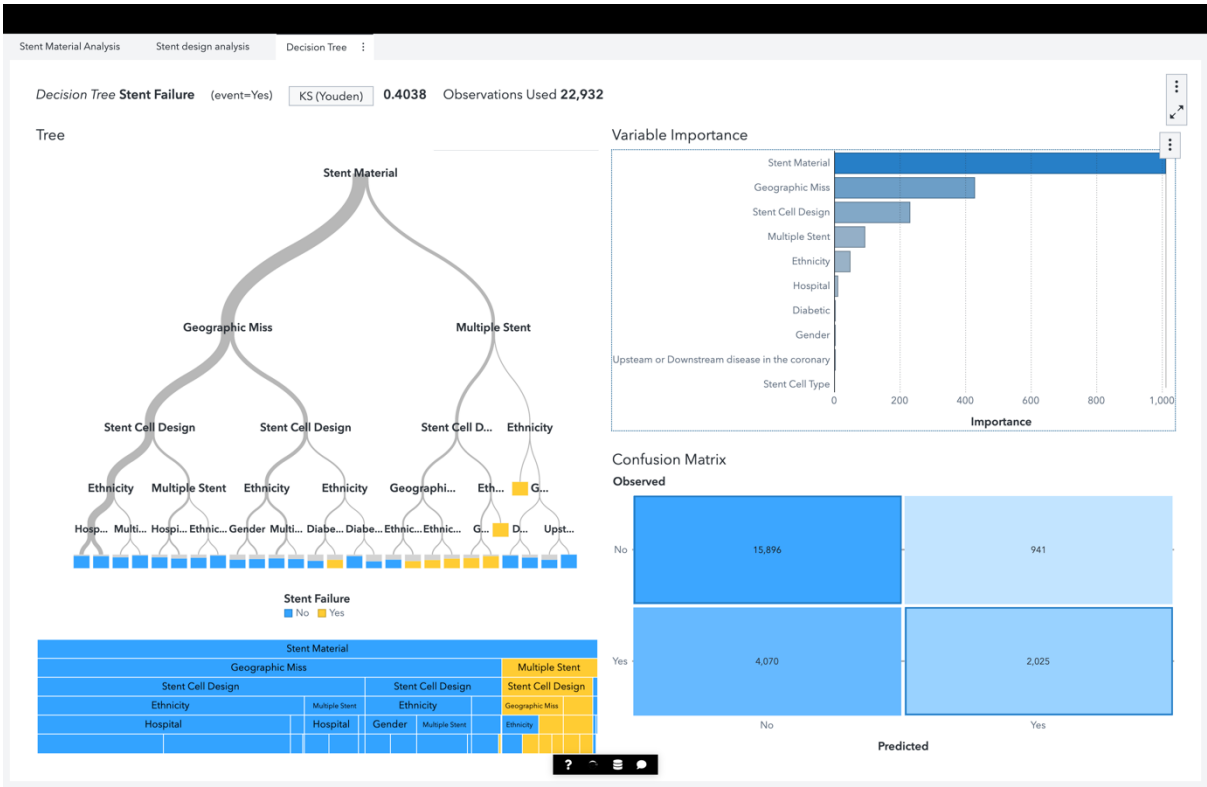 Stent Material Analysis Stent design analysis Decision Tree
Decision Tree Stent Failure (event=Yes) KS (Youden) 0.4038 Observations Used 22,932
Tree
Stent Material
Geographic Miss Multiple Stent
Stent Cell Design Stent Cell Design Stent Cell D... Ethnicity
Ethnicity Multiple Stent Ethnicity Ethnicity Geographi... Eth... G...
Hosp... Multi... Hospi... Ethnic... Gender Multi... Diabe... Diabe... Ethnic... Ethnic... G... D... Upst...
Stent Failure
No Yes
Stent Material
Geographic Miss Multiple Stent
Stent Cell Design Stent Cell Design Stent Cell Design
Ethnicity Multiple Stent Ethnicity Geographic Miss
Hospital Hospital Gender Multiple Stent Ethnicity
Variable Importance
Stent Material
Geographic Miss
Stent Cell Design
Multiple Stent
Ethnicity
Hospital
Diabetic
Gender
Upsteam or Downstream disease in the coronary
Stent Cell Type
0 200 400 600 800 1,000
Importance
Confusion Matrix
Observed
No 15,896 941
Yes 4,070 2,025
No Yes
Predicted
?